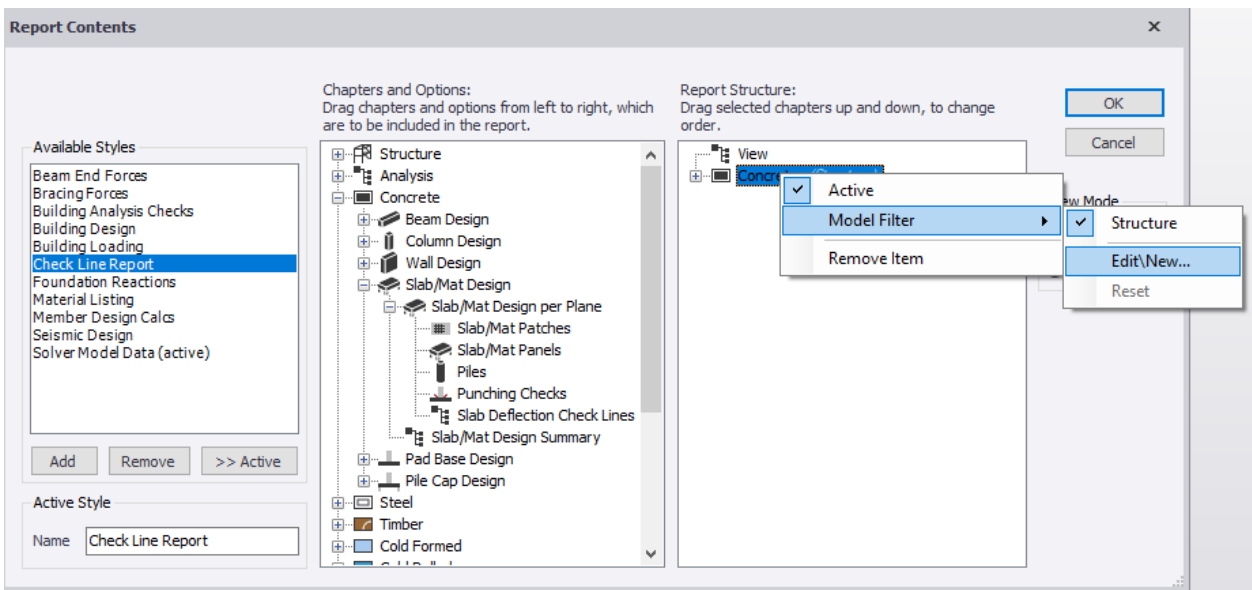 Report Contents
Chapters and Options:
Drag chapters and options from left to right, which
are to be included in the report.
Report Structure:
Drag selected chapters up and down, to change
order.
OK
Cancel
Available Styles
Beam End Forces
Bracing Forces
Building Analysis Checks
Building Design
Building Loading
Check Line Report
Foundation Reactions
Material Listing
Member Design Calcs
Seismic Design
Solver Model Data (active)
Add
Remove
>> Active
Active Style
Name
Check Line Report
Structure
Analysis
Concrete
Beam Design
Column Design
Wall Design
Slab/Mat Design
Slab/Mat Design per Plane
Slab/Mat Patches
Slab/Mat Panels
Piles
Punching Checks
Slab Deflection Check Lines
Slab/Mat Design Summary
Pad Base Design
Pile Cap Design
Steel
Timber
Cold Formed
View
Active
Model Filter
Remove Item
Mode
Structure
Edit\New...
Reset